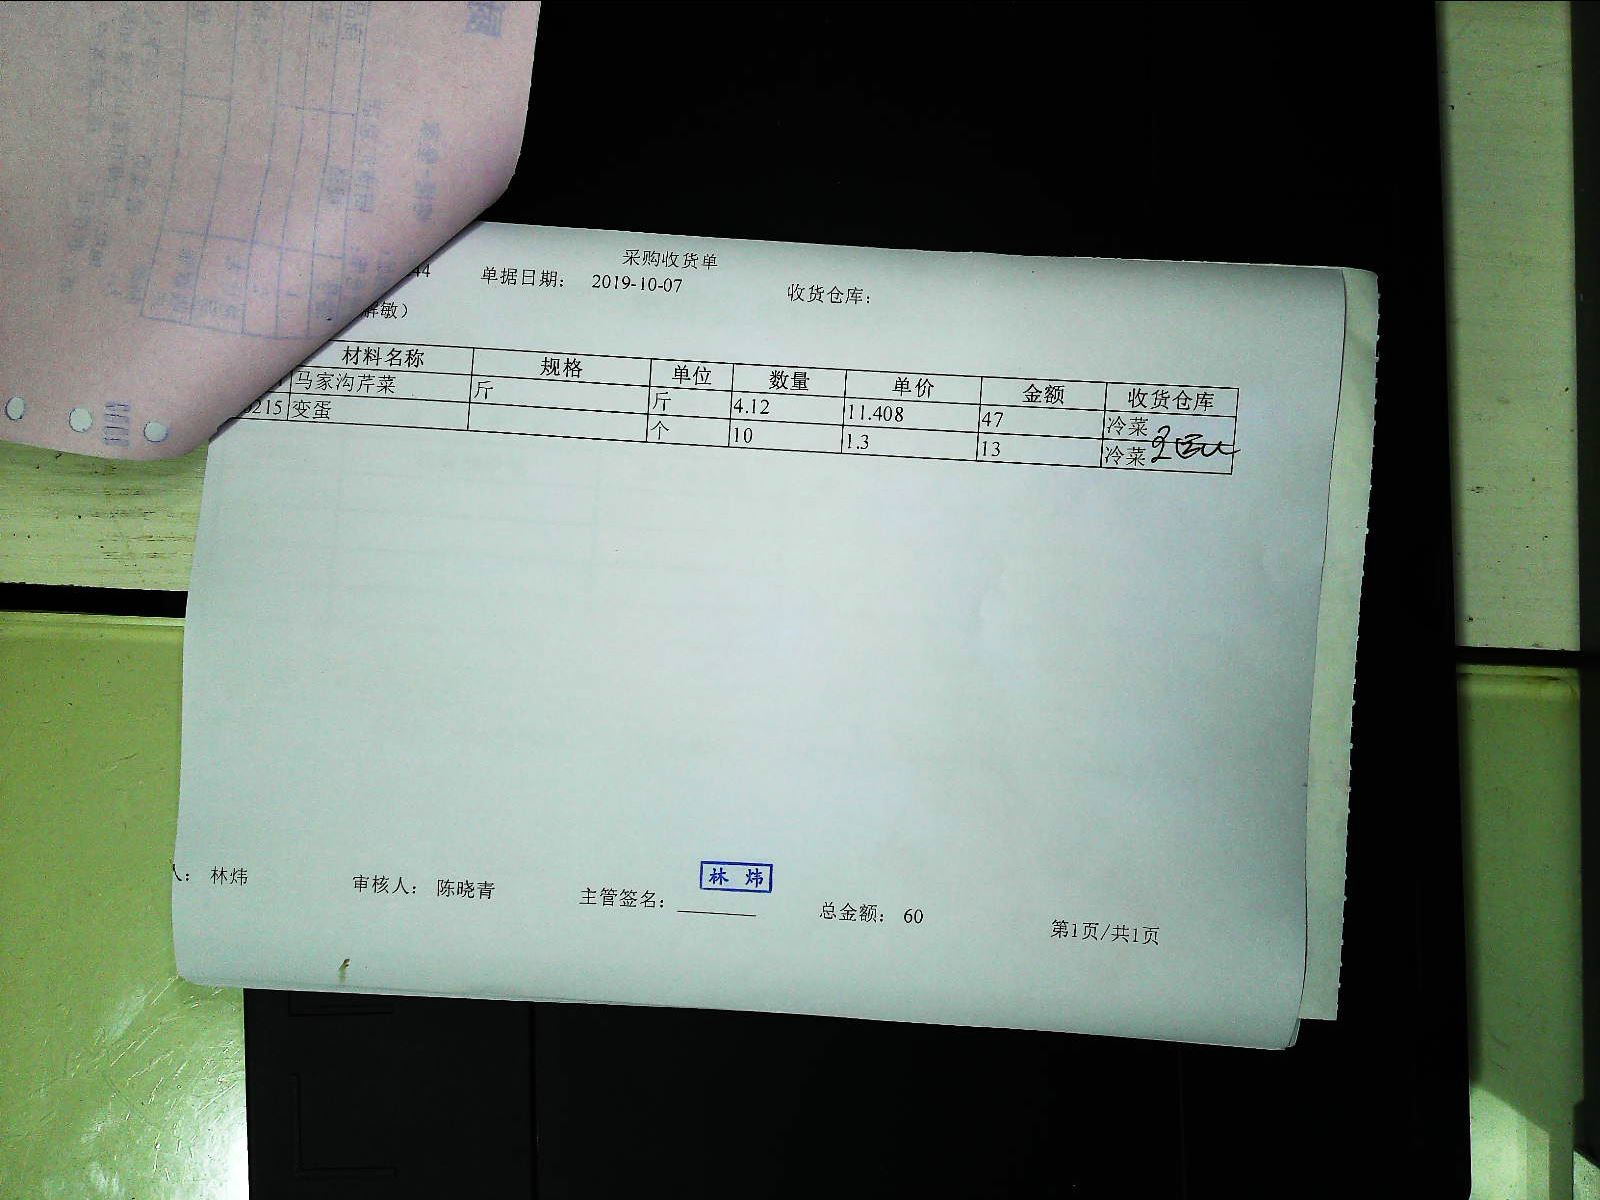 采购收货单
44 单据日期： 2019-10-07 收货仓库：
解敏）
材料名称 规格 单位 数量 单价 金额 收货仓库
马家沟芹菜 斤 斤 4.12 11.408 47 冷菜
215 变蛋 个 10 1.3 13 冷菜
人： 林炜 审核人： 陈晓青 主管签名： 林 炜 总金额： 60 第1页/共1页